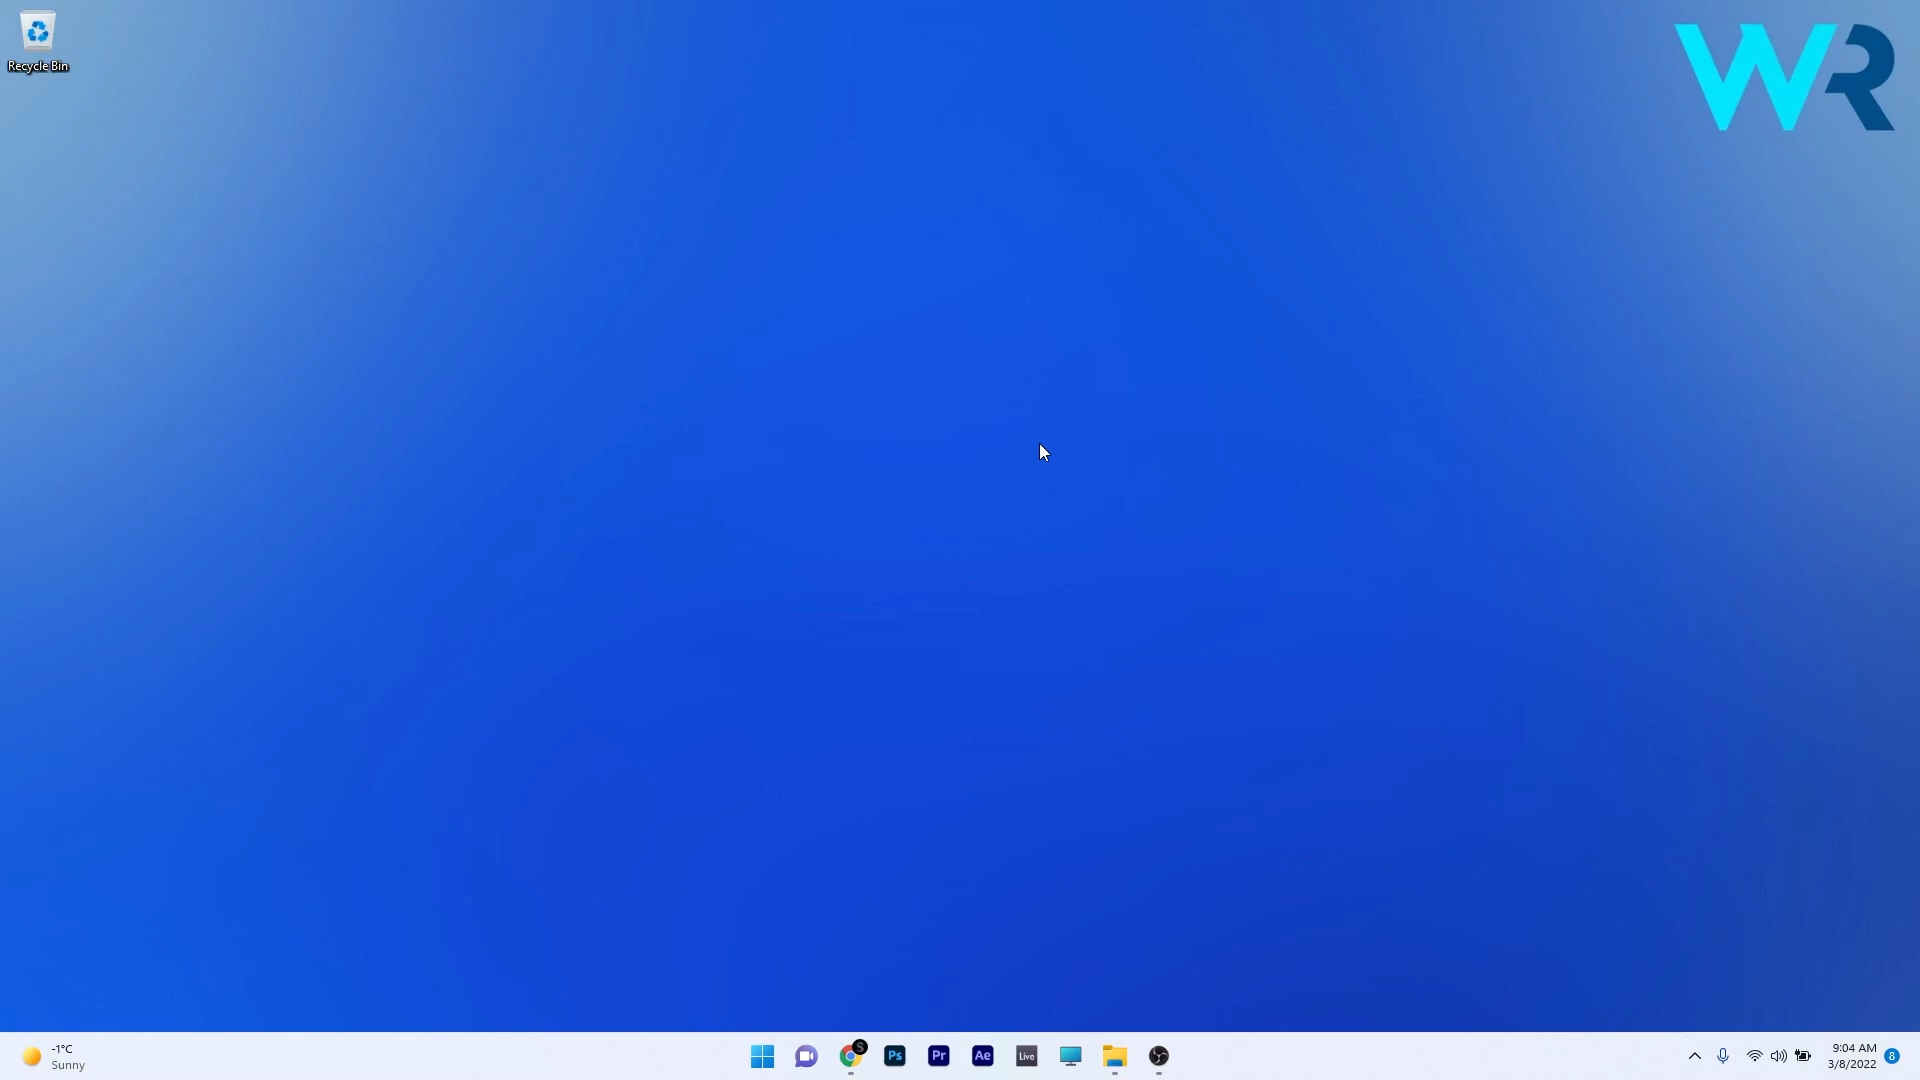 Recycle Bin
WR
-1°C
Sunny
S
Ps
Pr
Ae
Live
9:04 AM
3/8/2022
8